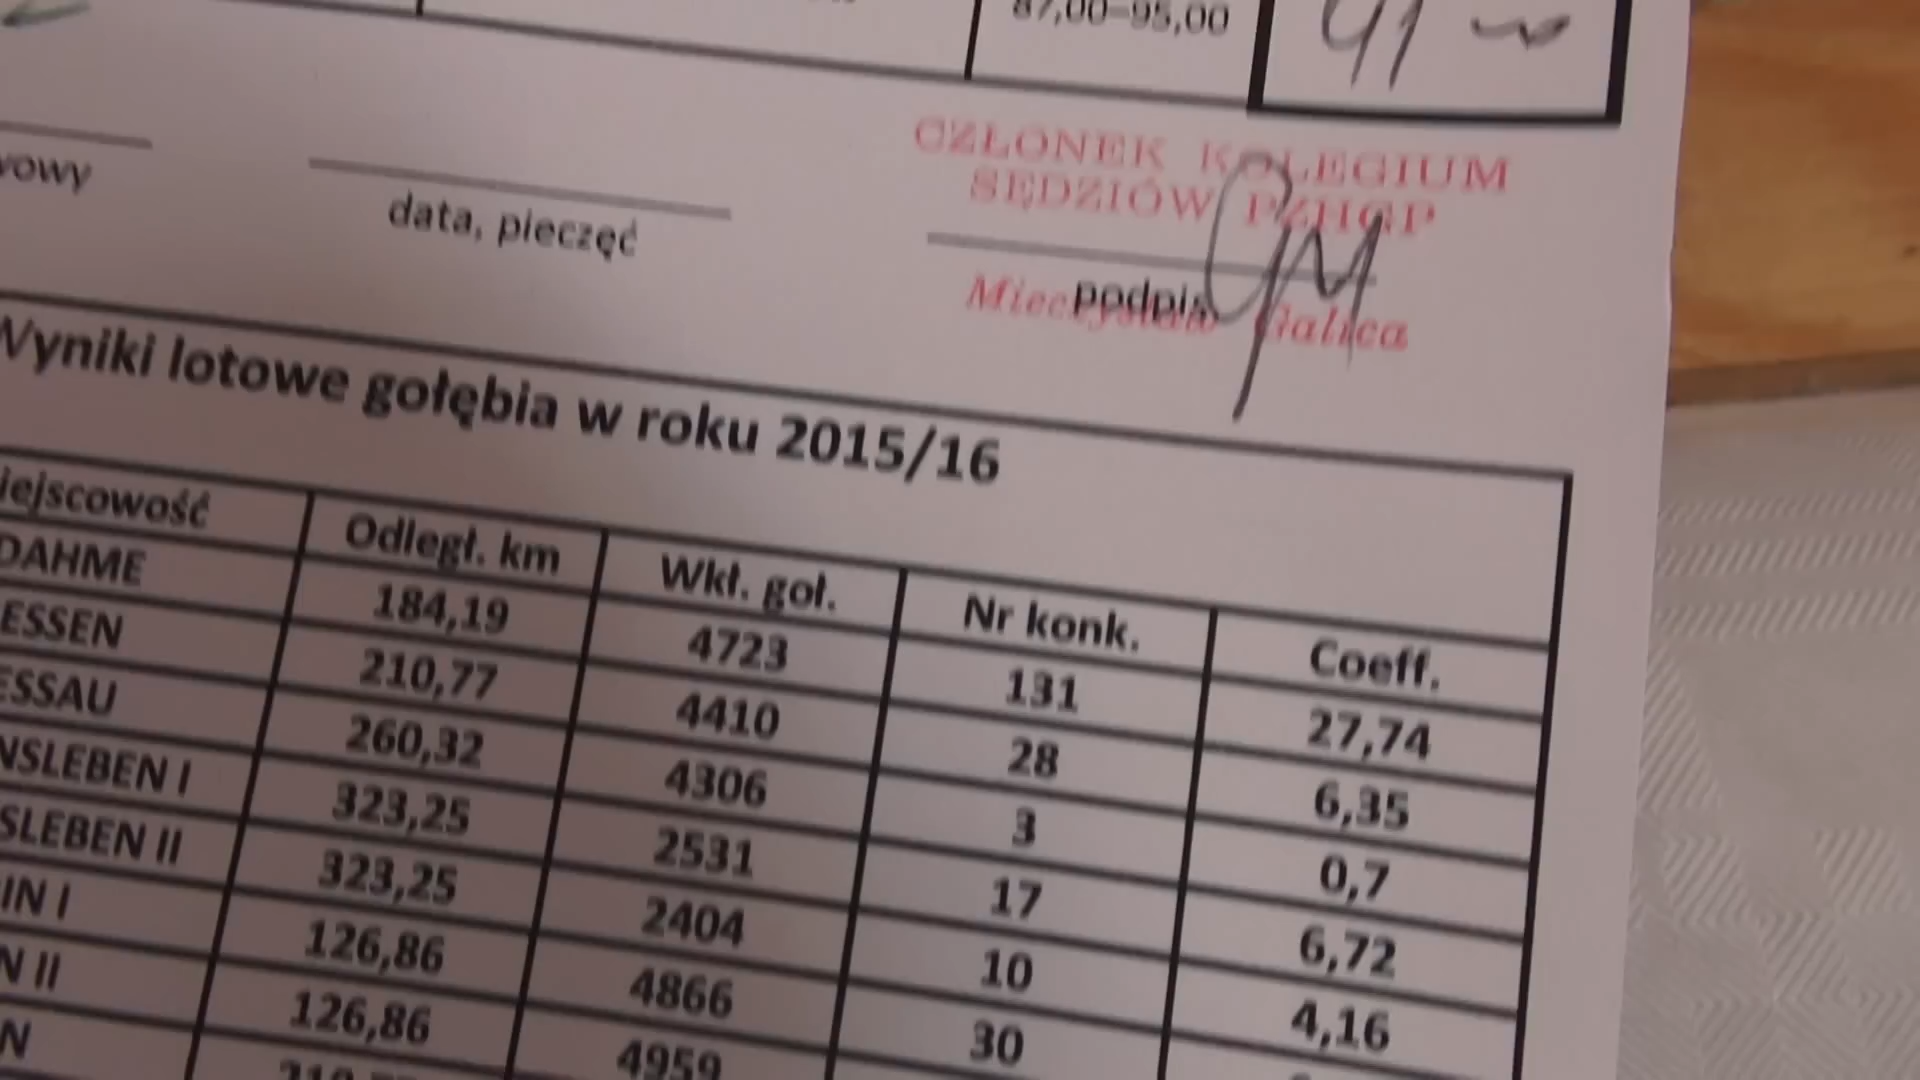 87,00–95,00
41
CZŁONEK KOLEGIUM
SĘDZIÓW PZHGP
data, pieczęć
podpis
Mieczysław Galica
Wyniki lotowe gołębia w roku 2015/16
iejscowość Odległ. km Wkł. goł. Nr konk. Coeff.
DAHME 184,19 4723 131 27,74
ESSEN 210,77 4410 28 6,35
ESSAU 260,32 4306 3 0,7
NSLEBEN I 323,25 2531 17 6,72
SLEBEN II 323,25 2404 10 4,16
IN I 126,86 4866 30
N II 126,86 4959
N